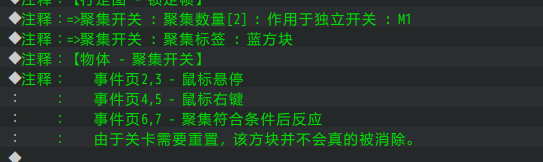 ◆注释：【行走图 - 锁定帧】
◆注释：=>聚集开关 : 聚集数量[2] : 作用于独立开关 : M1
◆注释：=>聚集开关 : 聚集标签 : 蓝方块
◆注释：【物体 - 聚集开关】
◆注释：  事件页2,3 - 鼠标悬停
:   :   事件页4,5 - 鼠标右键
:   :   事件页6,7 - 聚集符合条件后反应
:   :   由于关卡需要重置, 该方块并不会真的被消除。
◆